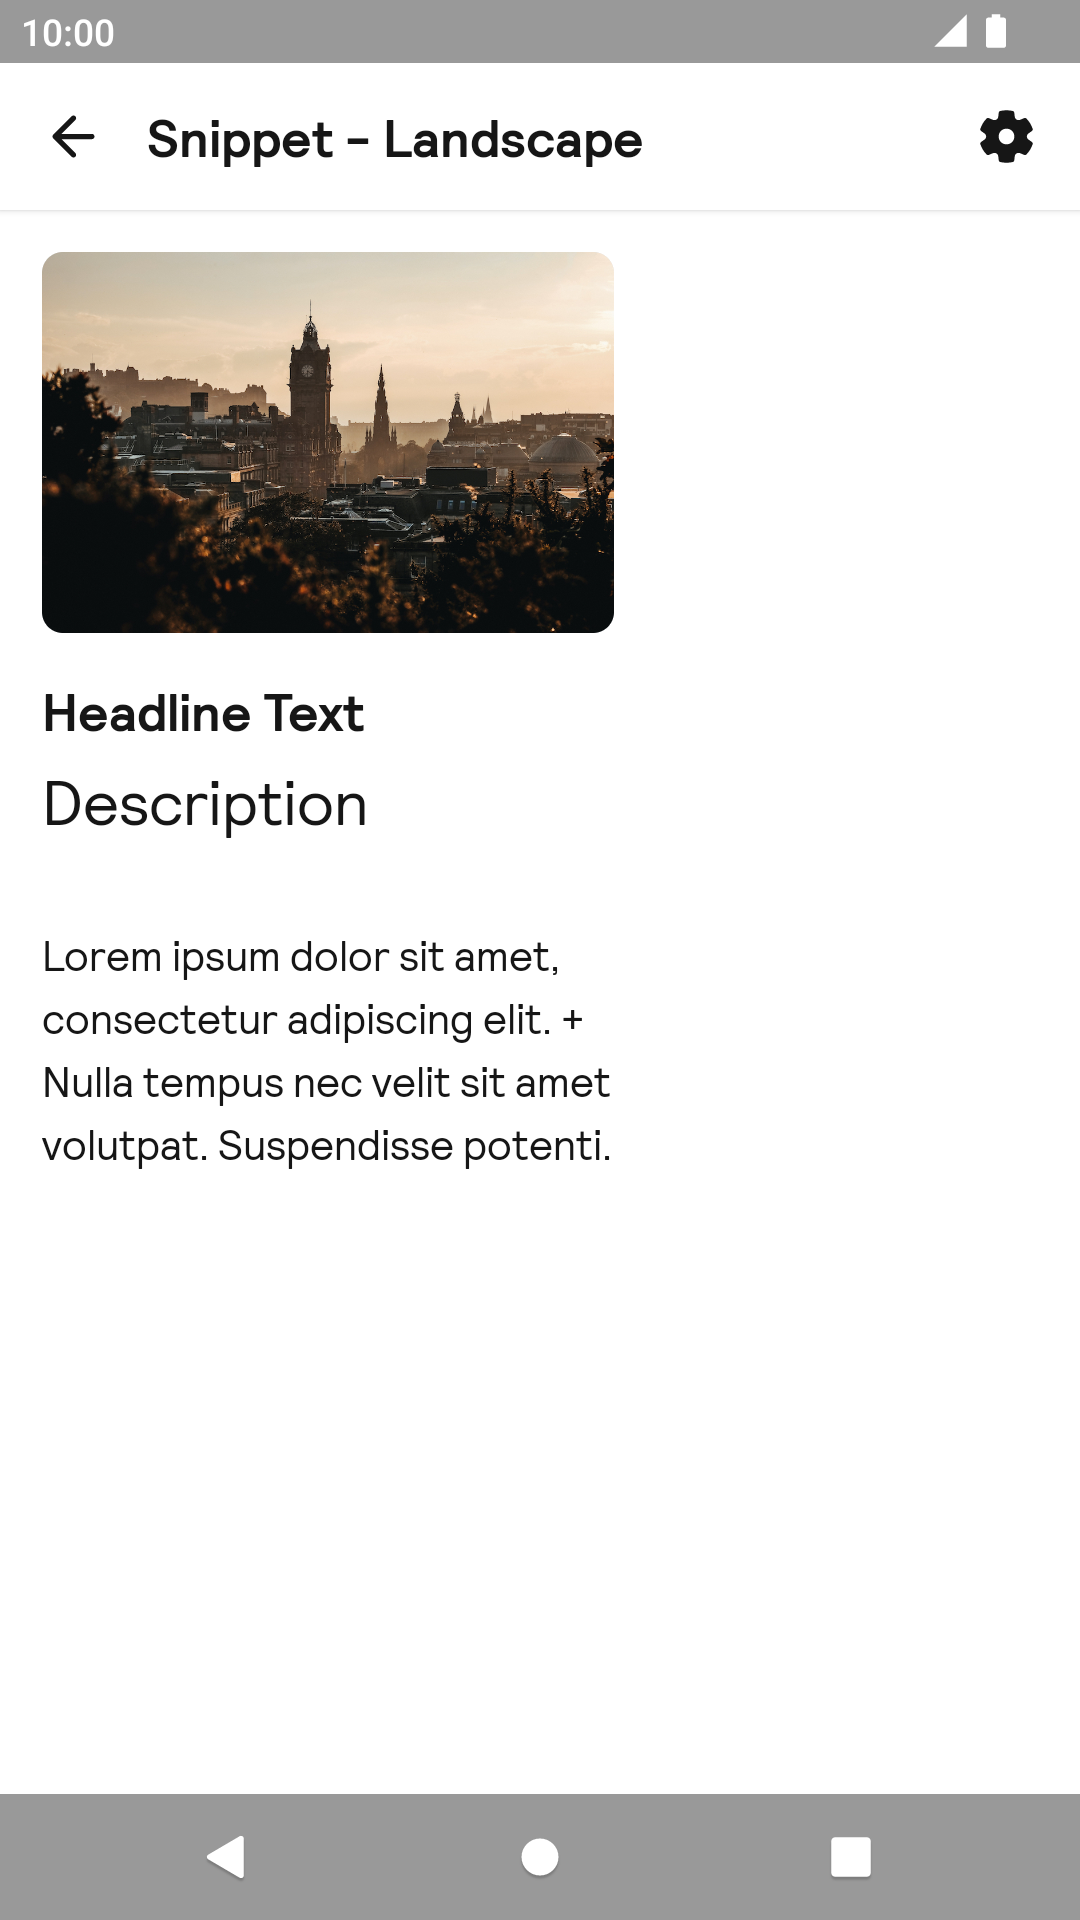 10:00
Snippet - Landscape
Headline Text
Description
Lorem ipsum dolor sit amet,
consectetur adipiscing elit. +
Nulla tempus nec velit sit amet
volutpat. Suspendisse potenti.